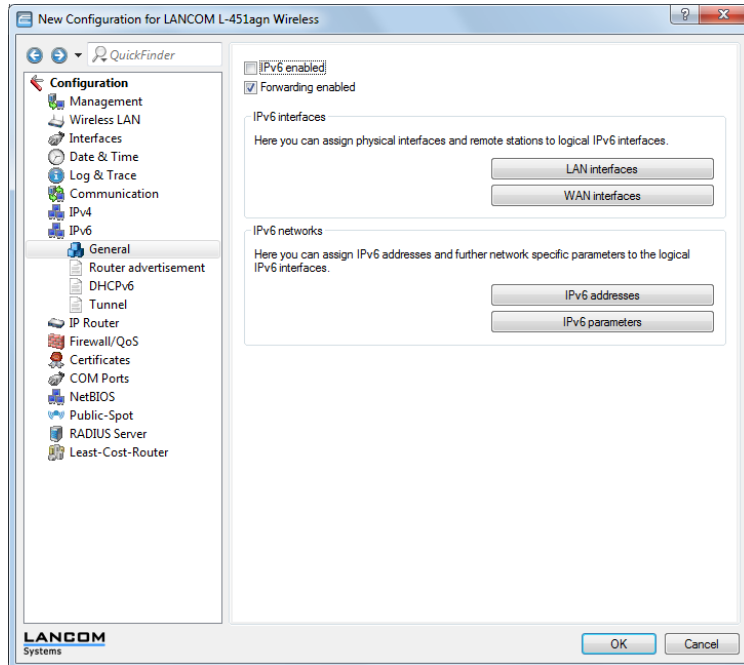 New Configuration for LANCOM L-451agn Wireless
QuickFinder
Configuration
Management
Wireless LAN
Interfaces
Date & Time
Log & Trace
Communication
IPv4
IPv6
General
Router advertisement
DHCPv6
Tunnel
IP Router
Firewall/QoS
Certificates
COM Ports
NetBIOS
Public-Spot
RADIUS Server
Least-Cost-Router
IPv6 enabled
Forwarding enabled
IPv6 interfaces
Here you can assign physical interfaces and remote stations to logical IPv6 interfaces.
LAN interfaces
WAN interfaces
IPv6 networks
Here you can assign IPv6 addresses and further network specific parameters to the logical
IPv6 interfaces.
IPv6 addresses
IPv6 parameters
LANCOM
Systems
OK
Cancel